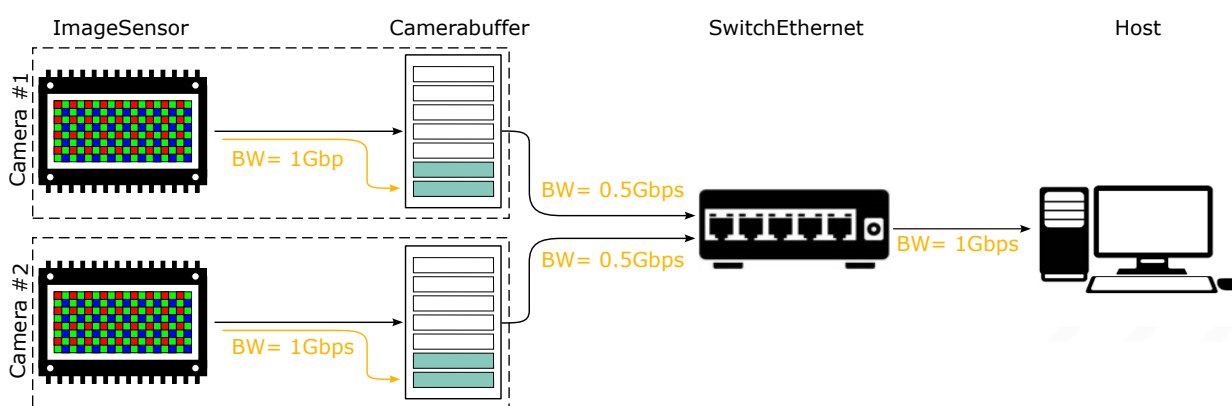 ImageSensor
Camerabuffer
SwitchEthernet
Host
Camera #1
BW= 1Gbp
BW= 0.5Gbps
BW= 0.5Gbps
BW= 1Gbps
Camera #2
BW= 1Gbps